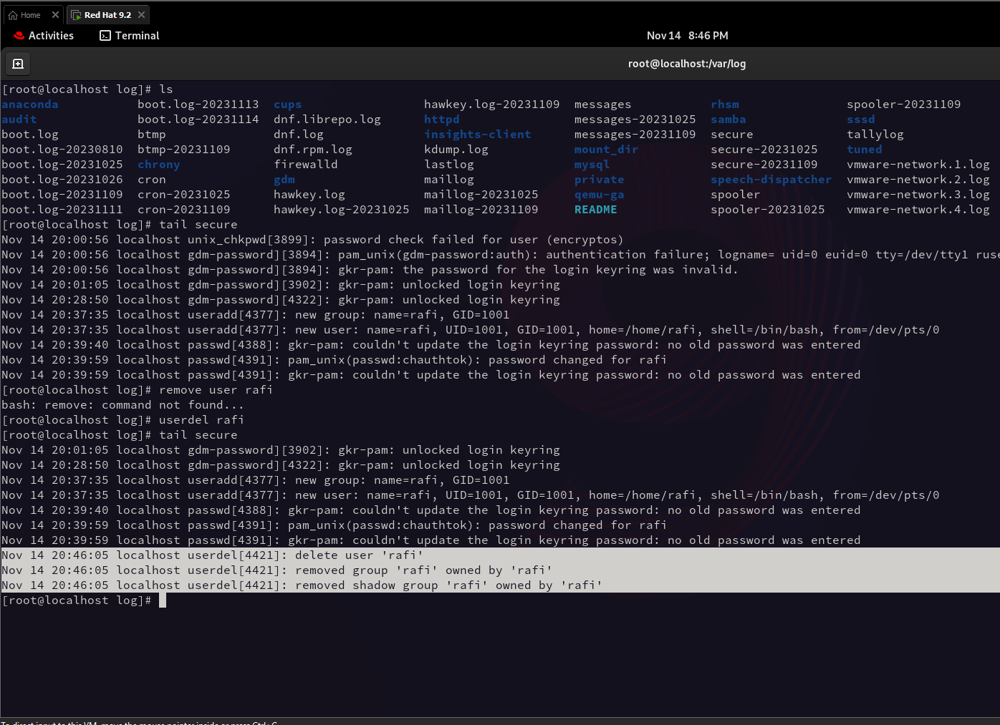 Home
Red Hat 9.2
Activities Terminal Nov 14 8:46 PM
root@localhost:/var/log
[root@localhost log]# ls
anaconda boot.log-20231113 cups hawkey.log-20231109 messages rhsm spooler-20231109
audit boot.log-20231114 dnf.librepo.log httpd messages-20231025 samba sssd
boot.log btmp dnf.log insights-client messages-20231109 secure tallylog
boot.log-20230810 btmp-20231109 dnf.rpm.log kdump.log mount_dir secure-20231025 tuned
boot.log-20231025 chrony firewalld lastlog mysql secure-20231109 vmware-network.1.log
boot.log-20231026 cron gdm maillog private speech-dispatcher vmware-network.2.log
boot.log-20231109 cron-20231025 hawkey.log maillog-20231025 qemu-ga spooler vmware-network.3.log
boot.log-20231111 cron-20231109 hawkey.log-20231025 maillog-20231109 README spooler-20231025 vmware-network.4.log
[root@localhost log]# tail secure
Nov 14 20:00:56 localhost unix_chkpwd[3899]: password check failed for user (encryptos)
Nov 14 20:00:56 localhost gdm-password][3894]: pam_unix(gdm-password:auth): authentication failure; logname= uid=0 euid=0 tty=/dev/tty1 ruse
Nov 14 20:00:56 localhost gdm-password][3894]: gkr-pam: the password for the login keyring was invalid.
Nov 14 20:01:05 localhost gdm-password][3902]: gkr-pam: unlocked login keyring
Nov 14 20:28:50 localhost gdm-password][4322]: gkr-pam: unlocked login keyring
Nov 14 20:37:35 localhost useradd[4377]: new group: name=rafi, GID=1001
Nov 14 20:37:35 localhost useradd[4377]: new user: name=rafi, UID=1001, GID=1001, home=/home/rafi, shell=/bin/bash, from=/dev/pts/0
Nov 14 20:39:40 localhost passwd[4388]: gkr-pam: couldn't update the login keyring password: no old password was entered
Nov 14 20:39:59 localhost passwd[4391]: pam_unix(passwd:chauthtok): password changed for rafi
Nov 14 20:39:59 localhost passwd[4391]: gkr-pam: couldn't update the login keyring password: no old password was entered
[root@localhost log]# remove user rafi
bash: remove: command not found...
[root@localhost log]# userdel rafi
[root@localhost log]# tail secure
Nov 14 20:01:05 localhost gdm-password][3902]: gkr-pam: unlocked login keyring
Nov 14 20:28:50 localhost gdm-password][4322]: gkr-pam: unlocked login keyring
Nov 14 20:37:35 localhost useradd[4377]: new group: name=rafi, GID=1001
Nov 14 20:37:35 localhost useradd[4377]: new user: name=rafi, UID=1001, GID=1001, home=/home/rafi, shell=/bin/bash, from=/dev/pts/0
Nov 14 20:39:40 localhost passwd[4388]: gkr-pam: couldn't update the login keyring password: no old password was entered
Nov 14 20:39:59 localhost passwd[4391]: pam_unix(passwd:chauthtok): password changed for rafi
Nov 14 20:39:59 localhost passwd[4391]: gkr-pam: couldn't update the login keyring password: no old password was entered
Nov 14 20:46:05 localhost userdel[4421]: delete user 'rafi'
Nov 14 20:46:05 localhost userdel[4421]: removed group 'rafi' owned by 'rafi'
Nov 14 20:46:05 localhost userdel[4421]: removed shadow group 'rafi' owned by 'rafi'
[root@localhost log]#
To direct input to this VM, move the mouse pointer inside or press Ctrl+G